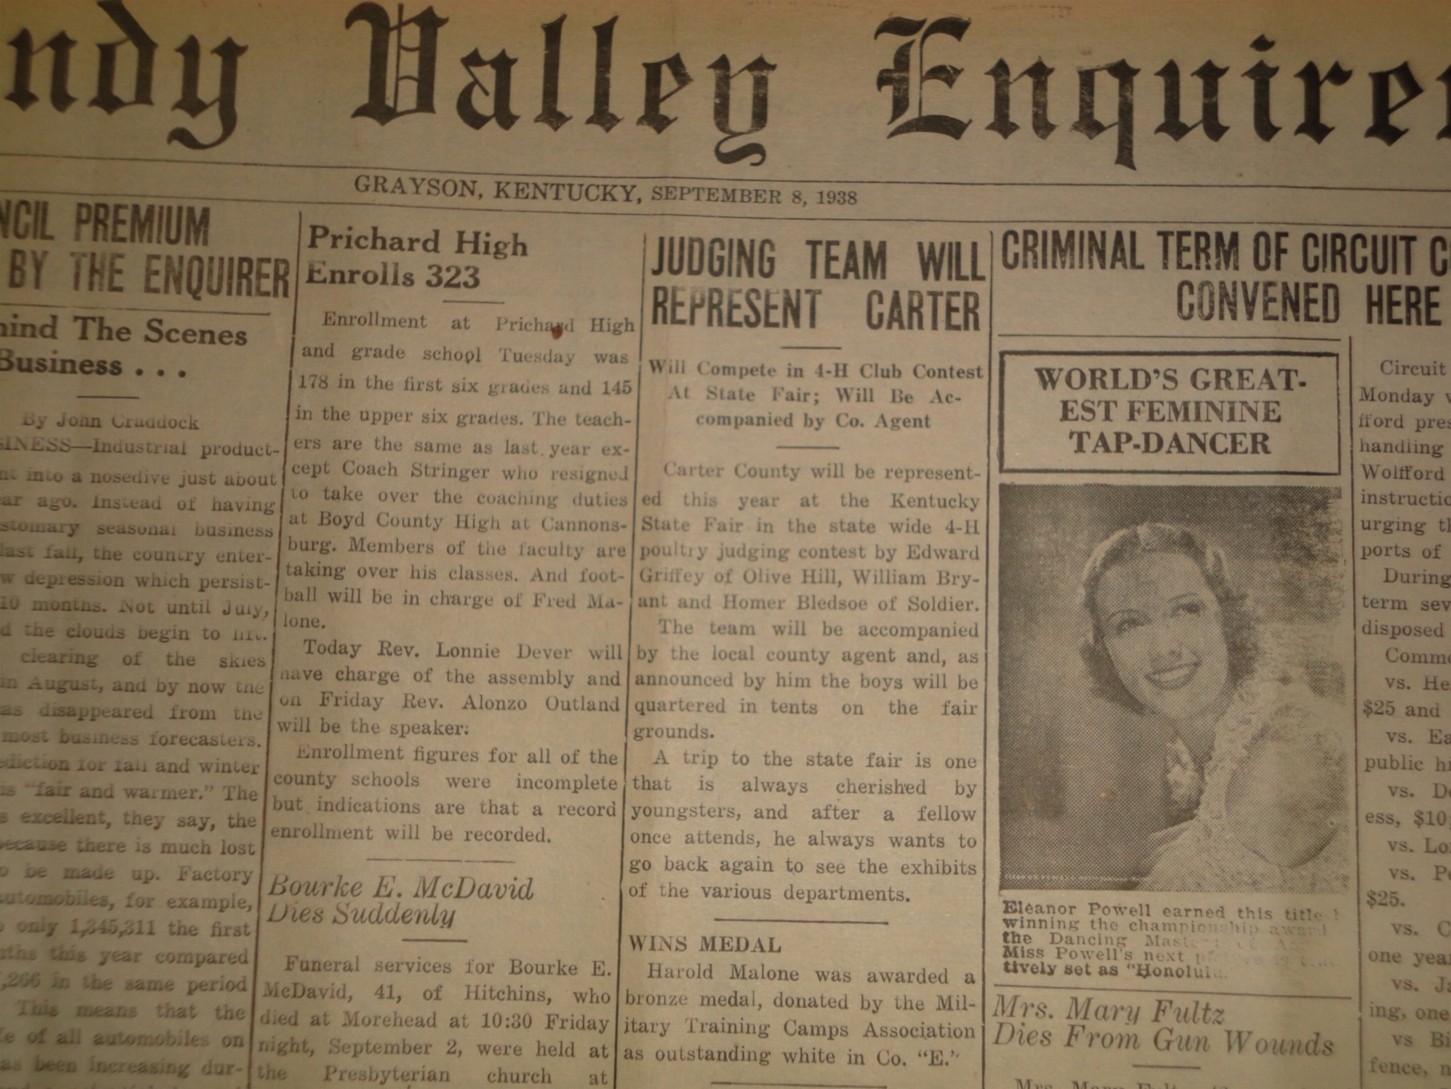 ndy Valley Enquirer
GRAYSON, KENTUCKY, SEPTEMBER 8, 1938
NCIL PREMIUM
BY THE ENQUIRER
hind The Scenes
Business . . .
By John Craddock
SINESS—Industrial product-
nt into a nosedive just about
ar ago. Instead of having
stomary seasonal business
last fall, the country enter-
w depression which persist-
10 months. Not until July,
d the clouds begin to lift.
clearing of the skies
in August, and by now the
as disappeared from the
most business forecasters.
ediction for fall and winter
is "fair and warmer." The
s excellent, they say, the
because there is much lost
o be made up. Factory
automobiles, for example,
o only 1,345,311 the first
nths this year compared
,266 in the same period
This means that the
fe of all automobiles on
as been increasing dur-
Prichard High
Enrolls 323
Enrollment at Prichard High
and grade school Tuesday was
178 in the first six grades and 145
in the upper six grades. The teach-
ers are the same as last year ex-
cept Coach Stringer who resigned
to take over the coaching duties
at Boyd County High at Cannons-
burg. Members of the faculty are
taking over his classes. And foot-
ball will be in charge of Fred Ma-
lone.
Today Rev. Lonnie Dever will
have charge of the assembly and
on Friday Rev. Alonzo Outland
will be the speaker.
Enrollment figures for all of the
county schools were incomplete
but indications are that a record
enrollment will be recorded.
Bourke E. McDavid
Dies Suddenly
Funeral services for Bourke E.
McDavid, 41, of Hitchins, who
died at Morehead at 10:30 Friday
night, September 2, were held at
the Presbyterian church at
JUDGING TEAM WILL
REPRESENT CARTER
Will Compete in 4-H Club Contest
At State Fair; Will Be Ac-
companied by Co. Agent
Carter County will be represent-
ed this year at the Kentucky
State Fair in the state wide 4-H
poultry judging contest by Edward
Griffey of Olive Hill, William Bry-
ant and Homer Bledsoe of Soldier.
The team will be accompanied
by the local county agent and, as
announced by him the boys will be
quartered in tents on the fair
grounds.
A trip to the state fair is one
that is always cherished by
youngsters, and after a fellow
once attends, he always wants to
go back again to see the exhibits
of the various departments.
WINS MEDAL
Harold Malone was awarded a
bronze medal, donated by the Mil-
itary Training Camps Association
as outstanding white in Co. "E."
CRIMINAL TERM OF CIRCUIT C
CONVENED HERE
WORLD'S GREAT-
EST FEMININE
TAP-DANCER
Eleanor Powell earned this title
winning the championship award
the Dancing
Miss Powell's next
tively set as "Honolulu
Mrs. Mary Fultz
Dies From Gun Wounds
Mrs. Mary Fultz
Circuit
Monday
fford pres
handling
Wolfford
instructio
urging th
ports of
During
term sev
disposed
Commo
vs. He
$25 and
vs. Ea
public hi
vs. De
ess, $10
vs. Lo
vs. Pe
$25.
vs. C
one yea
vs. Ja
ing, one
vs Bi
fence, n